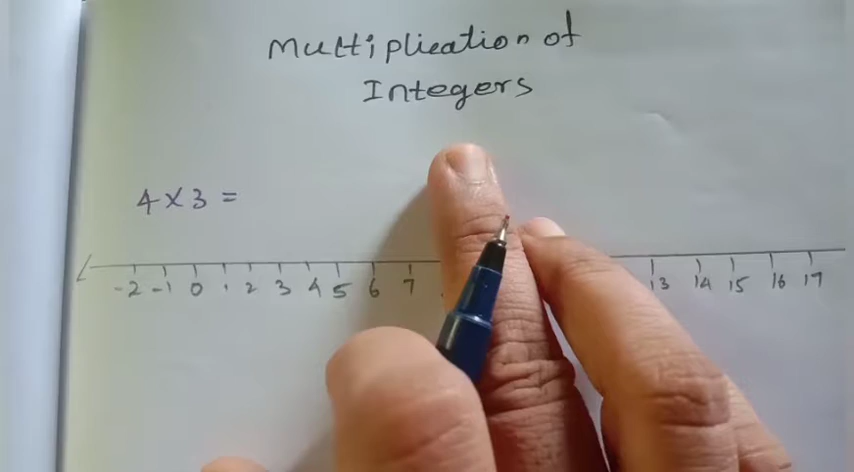 Multiplication of
Integers
4 x 3 =
-2 -1 0 1 2 3 4 5 6 7 13 14 15 16 17